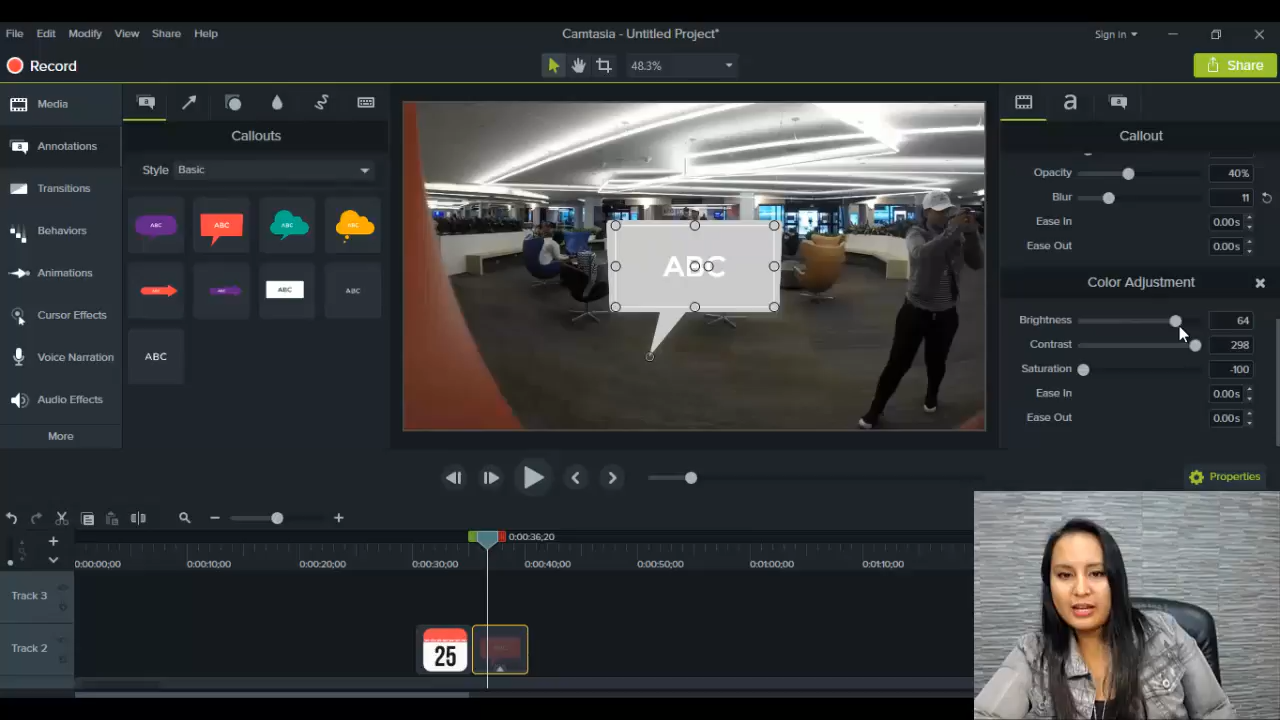 File Edit Modify View Share Help
Camtasia - Untitled Project*
Sign in
Record
48.3%
Share
Media
Annotations
Transitions
Behaviors
Animations
Cursor Effects
Voice Narration
Audio Effects
More
Callouts
Style Basic
ABC ABC ABC ABC
ABC ABC ABC ABC
ABC
ABC
a
Callout
Opacity 40%
Blur 11
Ease In 0.00s
Ease Out 0.00s
Color Adjustment
Brightness 64
Contrast 298
Saturation -100
Ease In 0.00s
Ease Out 0.00s
Properties
0:00:36;20
0:00:00;00 0:00:10;00 0:00:20;00 0:00:30;00 0:00:40;00 0:00:50;00 0:01:00;00 0:01:10;00
Track 3
Track 2
25